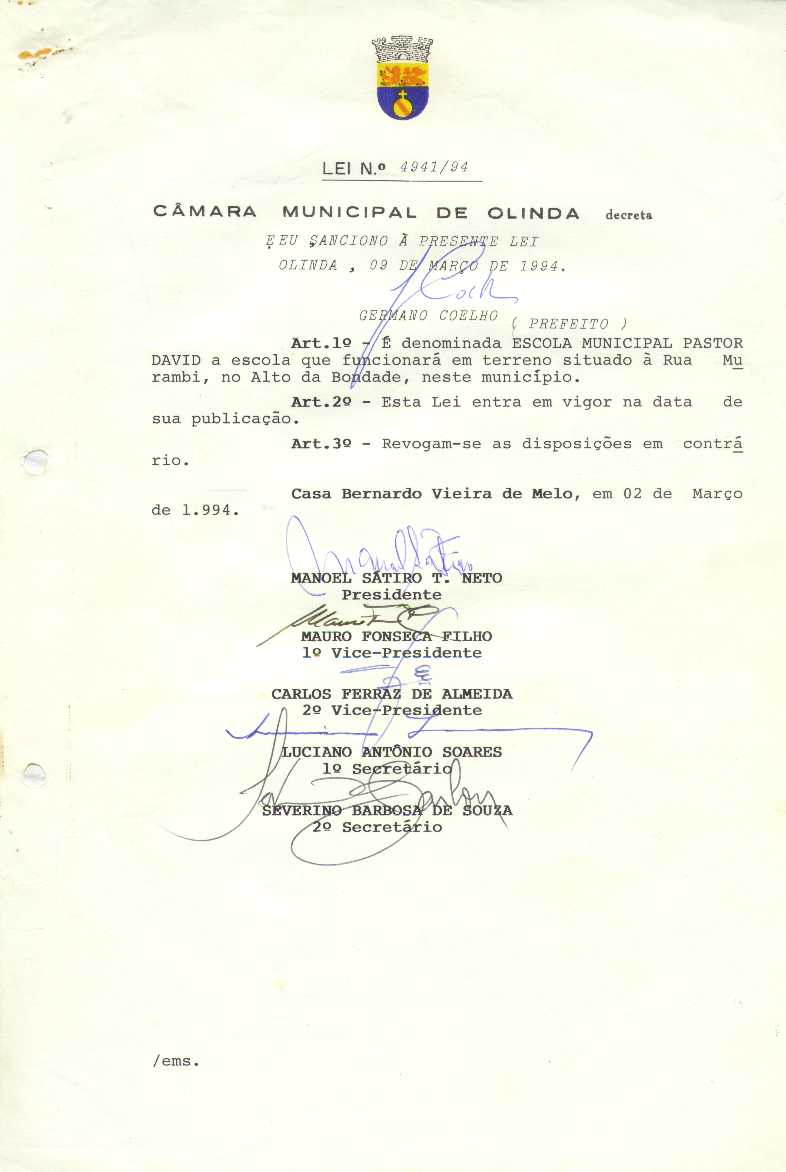 LEI N.º 4941/94
CÂMARA MUNICIPAL DE OLINDA decreta
E EU SANCIONO À PRESENTE LEI
OLINDA , 09 DE MARÇO DE 1994.
GERMANO COELHO ( PREFEITO )
Art.1º - É denominada ESCOLA MUNICIPAL PASTOR
DAVID a escola que funcionará em terreno situado à Rua Mu
rambi, no Alto da Bondade, neste município.
Art.2º - Esta Lei entra em vigor na data de
sua publicação.
Art.3º - Revogam-se as disposições em contrá
rio.
Casa Bernardo Vieira de Melo, em 02 de Março
de 1.994.
MANOEL SÁTIRO T. NETO
Presidente
MAURO FONSECA FILHO
1º Vice-Presidente
CARLOS FERRAZ DE ALMEIDA
2º Vice-Presidente
LUCIANO ANTÔNIO SOARES
1º Secretário
SEVERINO BARBOSA DE SOUZA
2º Secretário
/ems.